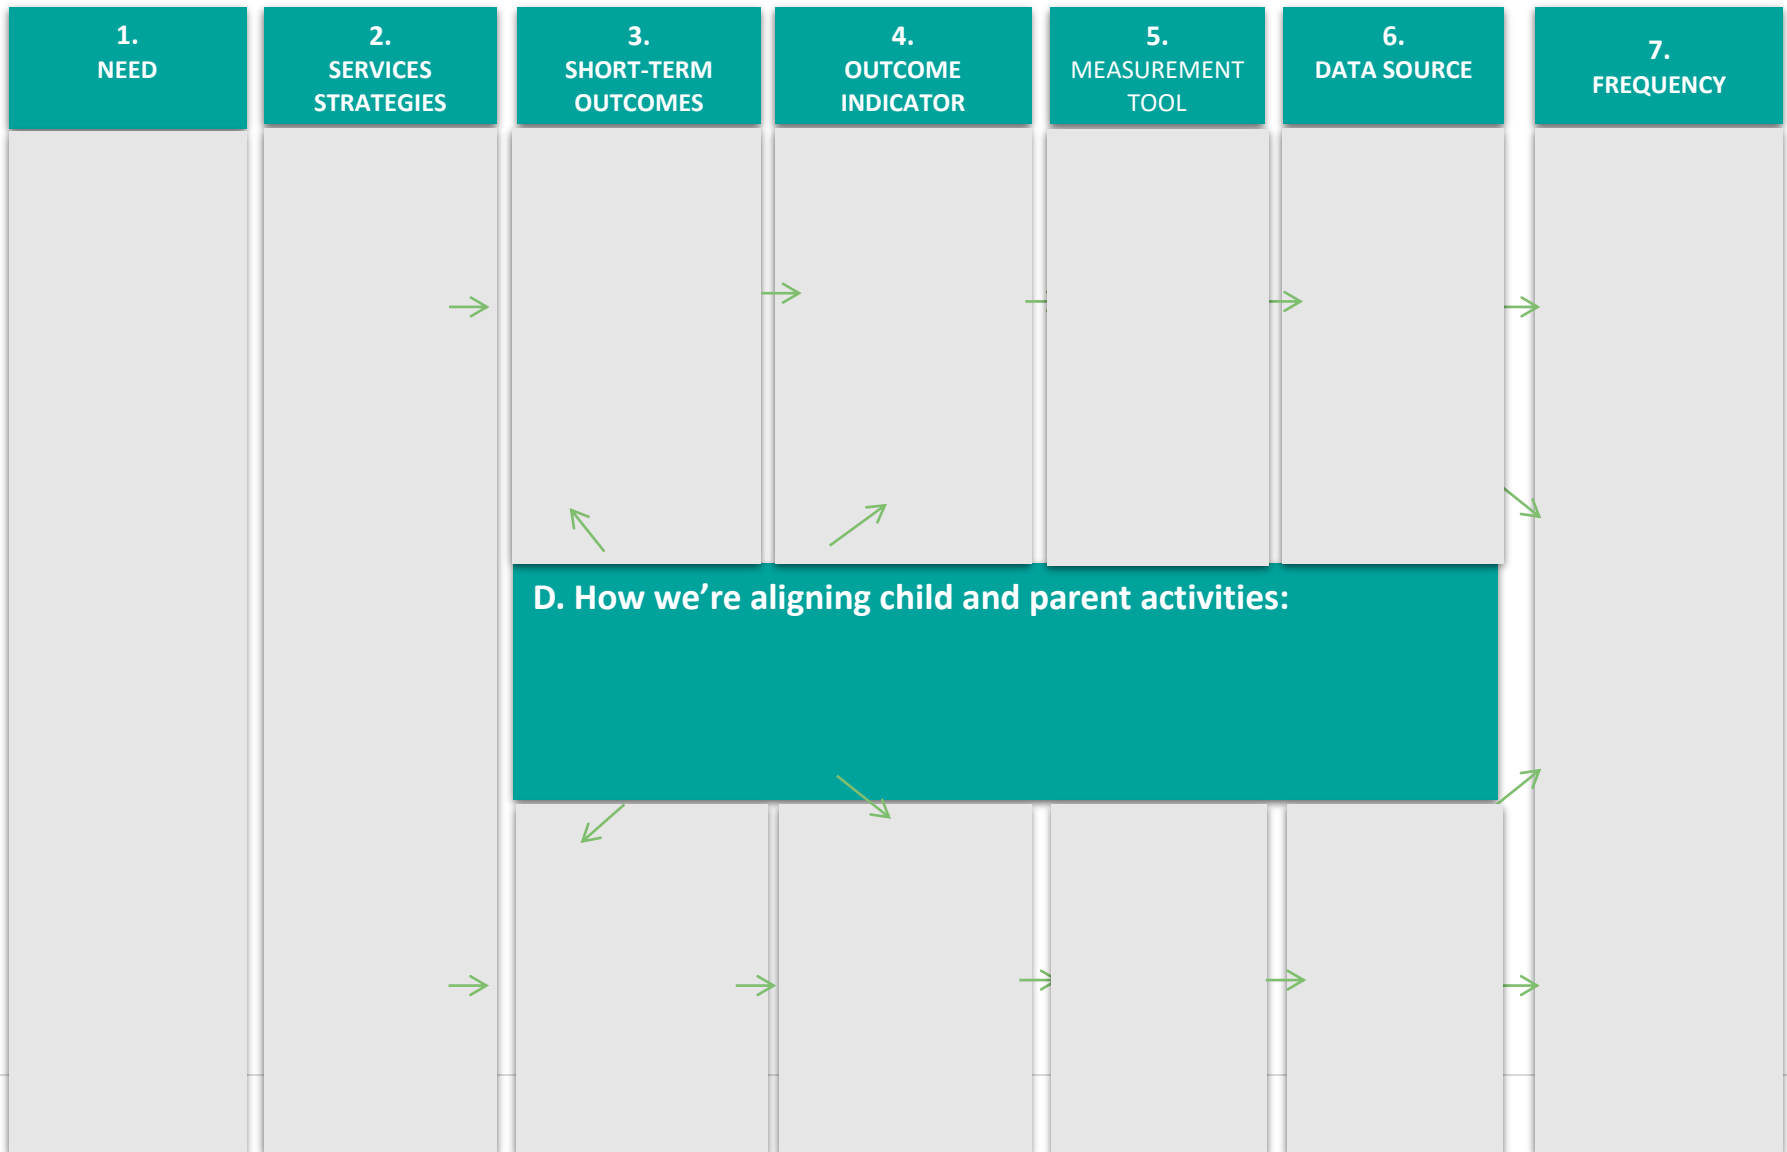 1.
NEED
2.
SERVICES
STRATEGIES
3.
SHORT-TERM
OUTCOMES
4.
OUTCOME
INDICATOR
5.
MEASUREMENT
TOOL
6.
DATA SOURCE
7.
FREQUENCY
D. How we’re aligning child and parent activities: